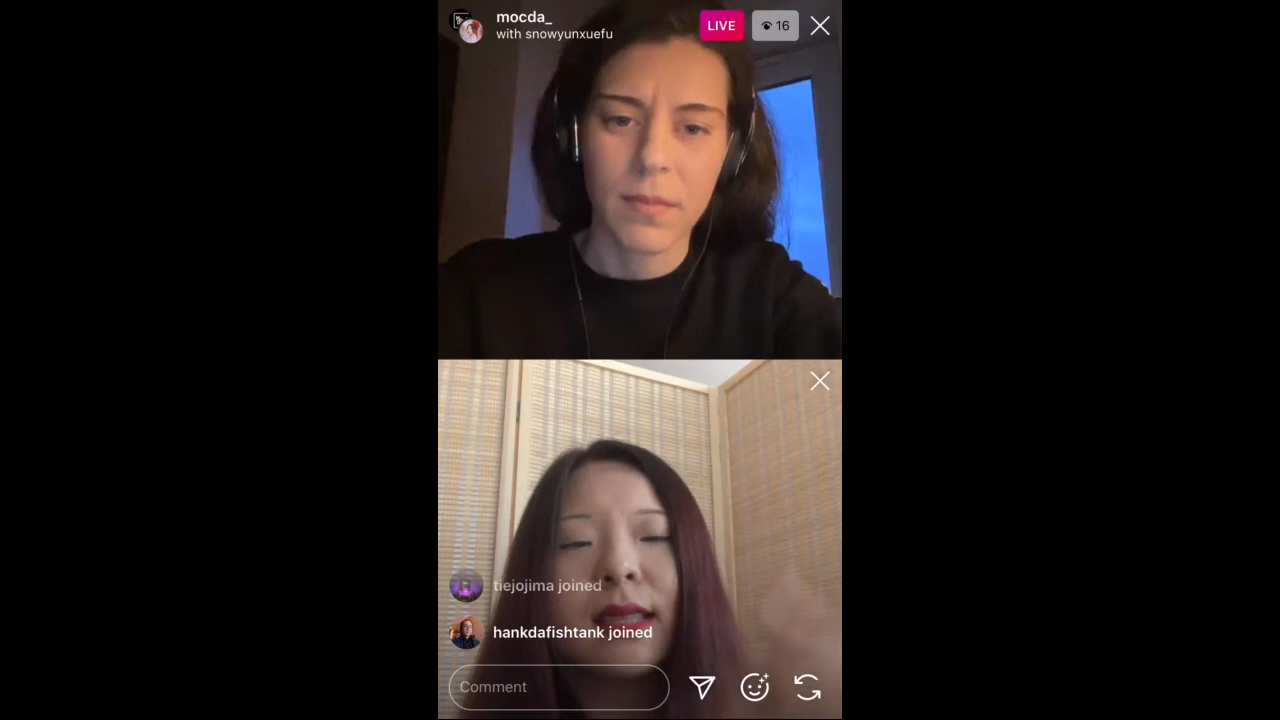 mocda_
with snowyunxuefu
LIVE
16
tiejojima joined
hankdafishtank joined
Comment